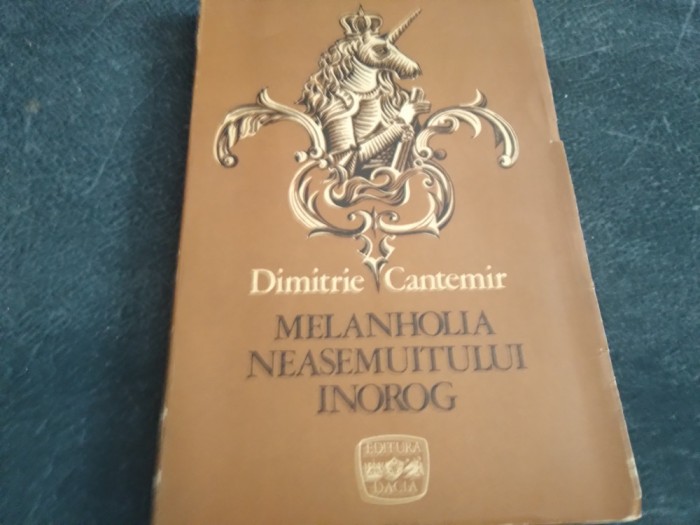 Dimitrie Cantemir
MELANHOLIA
NEASEMUITULUI
INOROG
EDITURA
DACIA